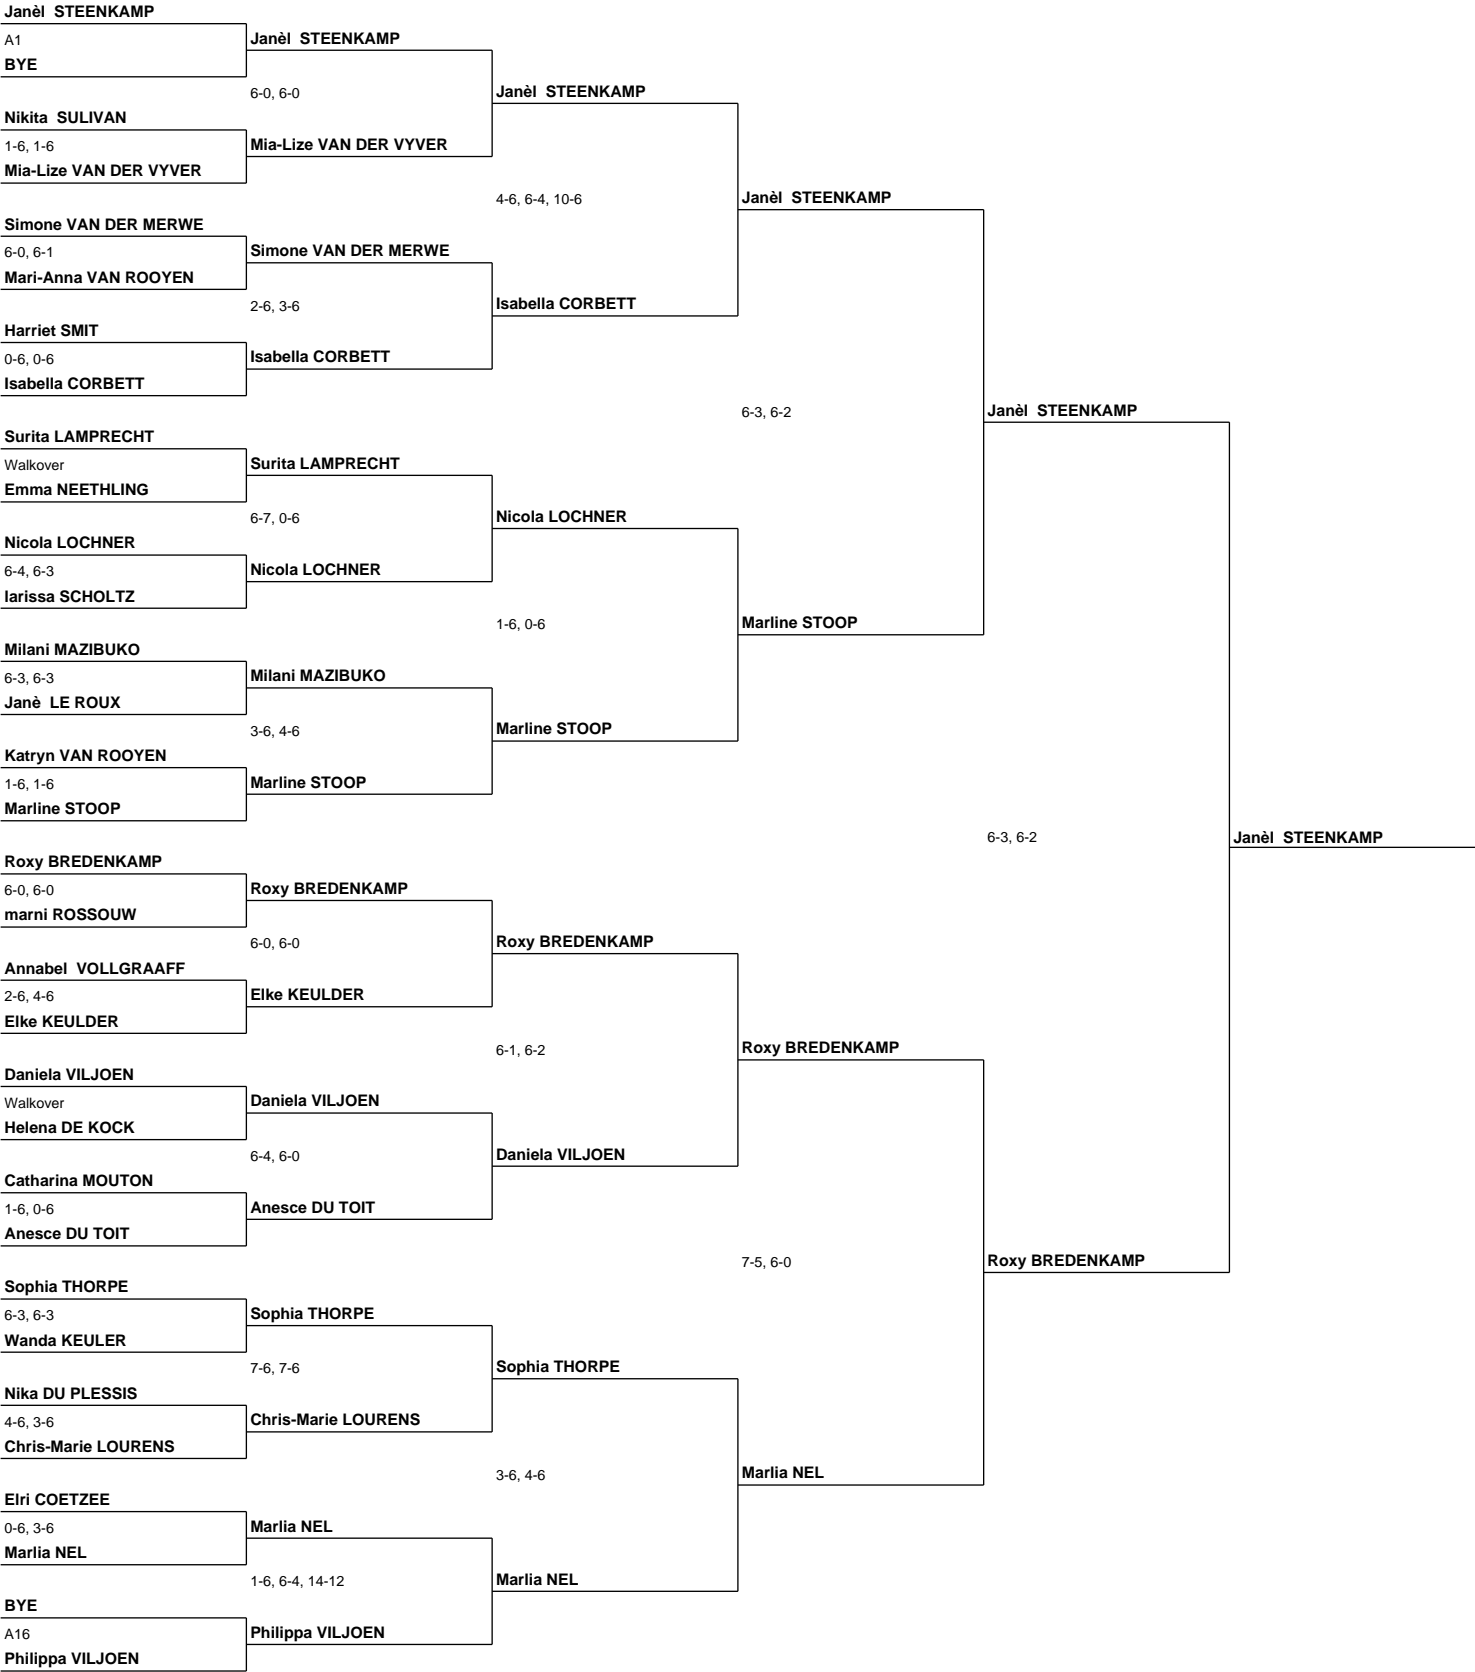 Janèl  STEENKAMP
A1
BYE
Nikita  SULIVAN
1-6, 1-6
Mia-Lize VAN DER VYVER
Simone VAN DER MERWE
6-0, 6-1
Mari-Anna VAN ROOYEN
Harriet SMIT
0-6, 0-6
Isabella CORBETT
Surita LAMPRECHT
Walkover
Emma NEETHLING
Nicola LOCHNER
6-4, 6-3
larissa SCHOLTZ
Milani MAZIBUKO
6-3, 6-3
Janè  LE ROUX
Katryn VAN ROOYEN
1-6, 1-6
Marline STOOP
Roxy BREDENKAMP
6-0, 6-0
marni ROSSOUW
Annabel  VOLLGRAAFF
2-6, 4-6
Elke KEULDER
Daniela VILJOEN
Walkover
Helena DE KOCK
Catharina MOUTON
1-6, 0-6
Anesce DU TOIT
Sophia THORPE
6-3, 6-3
Wanda KEULER
Nika DU PLESSIS
4-6, 3-6
Chris-Marie LOURENS
Elri COETZEE
0-6, 3-6
Marlia NEL
BYE
A16
Philippa VILJOEN
Janèl  STEENKAMP
6-0, 6-0
Mia-Lize VAN DER VYVER
Simone VAN DER MERWE
2-6, 3-6
Isabella CORBETT
Surita LAMPRECHT
6-7, 0-6
Nicola LOCHNER
Milani MAZIBUKO
3-6, 4-6
Marline STOOP
Roxy BREDENKAMP
6-0, 6-0
Elke KEULDER
Daniela VILJOEN
6-4, 6-0
Anesce DU TOIT
Sophia THORPE
7-6, 7-6
Chris-Marie LOURENS
Marlia NEL
1-6, 6-4, 14-12
Philippa VILJOEN
Janèl  STEENKAMP
4-6, 6-4, 10-6
Isabella CORBETT
Nicola LOCHNER
1-6, 0-6
Marline STOOP
Roxy BREDENKAMP
6-1, 6-2
Daniela VILJOEN
Sophia THORPE
3-6, 4-6
Marlia NEL
Janèl  STEENKAMP
6-3, 6-2
Marline STOOP
Roxy BREDENKAMP
7-5, 6-0
Marlia NEL
Janèl  STEENKAMP
6-3, 6-2
Roxy BREDENKAMP
Janèl  STEENKAMP